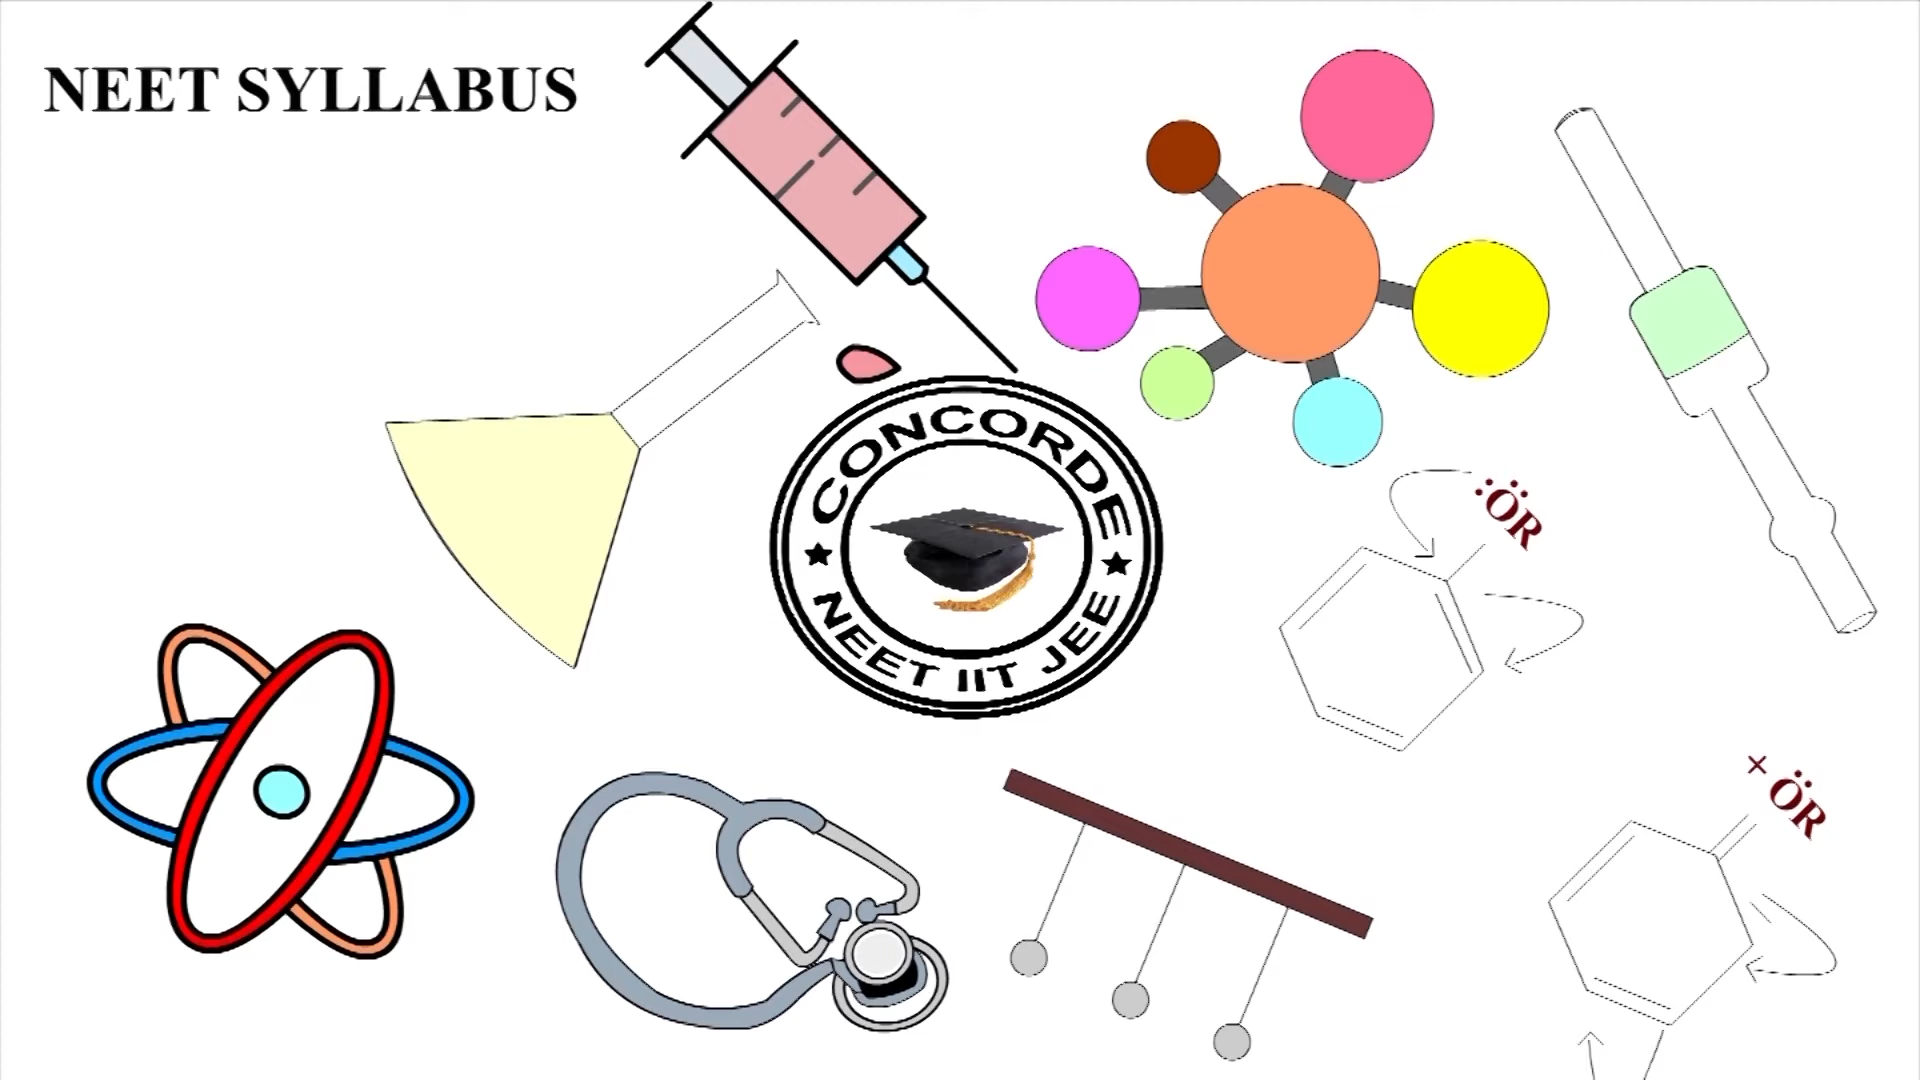 NEET SYLLABUS
CONCORDE
NEET IIT JEE
:ÖR
+ ÖR